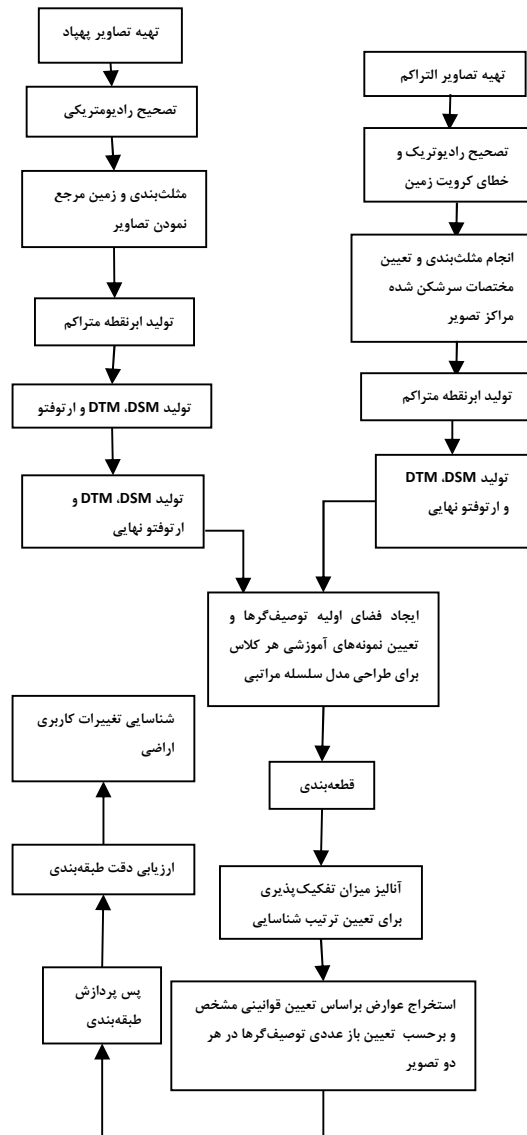 تهیه تصاویر پهپاد
تصحیح رادیومتریکی
مثلث‌بندی و زمین مرجع
نمودن تصاویر
تولید ابرنقطه متراکم
تولید DTM ،DSM و ارتوفتو
تولید DTM ،DSM و
ارتوفتو نهایی
تهیه تصاویر التراکم
تصحیح رادیوتریک و
خطای کرویت زمین
انجام مثلث‌بندی و تعیین
مختصات سرشکن شده
مراکز تصویر
تولید ابرنقطه متراکم
تولید DTM ،DSM
و ارتوفتو نهایی
ایجاد فضای اولیه توصیف‌گرها و
تعیین نمونه‌های آموزشی هر کلاس
برای طراحی مدل سلسله مراتبی
قطعه‌بندی
آنالیز میزان تفکیک‌پذیری
برای تعیین ترتیب شناسایی
استخراج عوارض براساس تعیین قوانینی مشخص
و برحسب تعیین باز عددی توصیف‌گرها در هر
دو تصویر
پس پردازش
طبقه‌بندی
ارزیابی دقت طبقه‌بندی
شناسایی تغییرات کاربری
اراضی